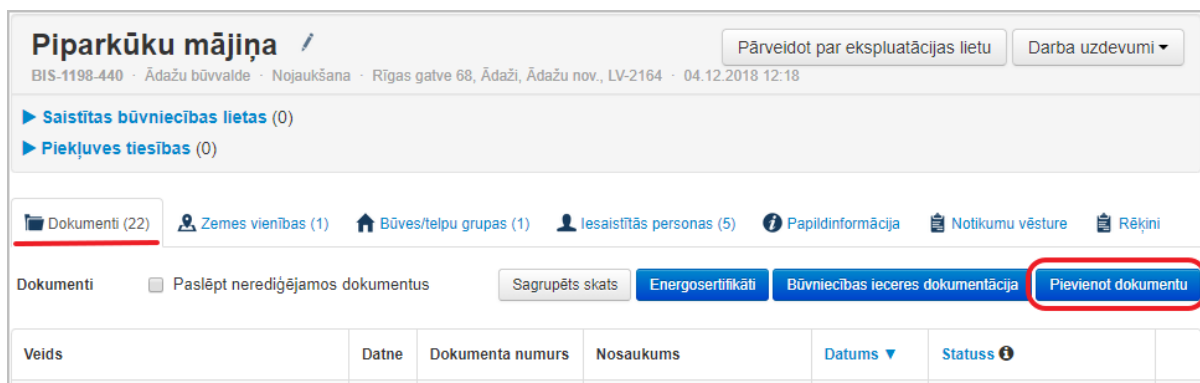 Piparkūku mājiņa
Pārveidot par ekspluatācijas lietu
Darba uzdevumi
BIS-1198-440 · Ādažu būvvalde · Nojaukšana · Rīgas gatve 68, Ādaži, Ādažu nov., LV-2164 · 04.12.2018 12:18
Saistītas būvniecības lietas (0)
Piekļuves tiesības (0)
Dokumenti (22) Zemes vienības (1) Būves/telpu grupas (1) Iesaistītās personas (5) Papildinformācija Notikumu vēsture Rēķini
Dokumenti Paslēpt nerediģējamos dokumentus Sagrupēts skats Energosertifikāti Būvniecības ieceres dokumentācija Pievienot dokumentu
Veids Datne Dokumenta numurs Nosaukums Datums ▼ Statuss